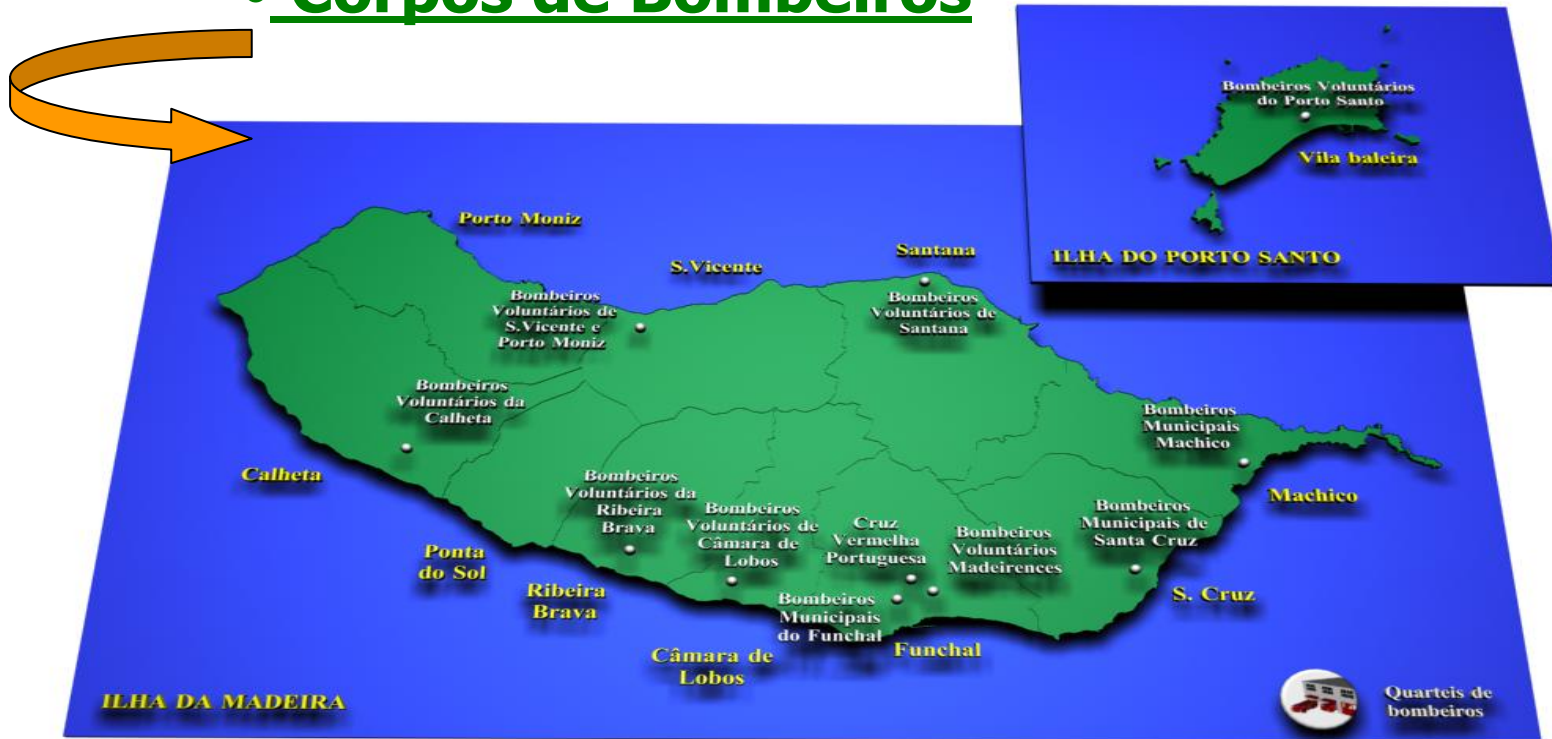 • Corpos de Bombeiros
Bombeiros Voluntários
do Porto Santo
Vila baleira
ILHA DO PORTO SANTO
Porto Moniz
S.Vicente
Santana
Bombeiros
Voluntários de
S.Vicente e
Porto Moniz
Bombeiros
Voluntários de
Santana
Bombeiros
Voluntários da
Calheta
Calheta
Bombeiros
Municipais
Machico
Machico
Bombeiros
Voluntários da
Ribeira
Brava
Bombeiros
Voluntários de
Câmara de
Lobos
Cruz
Vermelha
Portuguesa
Bombeiros
Voluntários
Madeirences
Bombeiros
Municipais de
Santa Cruz
Ponta
do Sol
Ribeira
Brava
Bombeiros
Municipais
do Funchal
S. Cruz
Câmara de
Lobos
Funchal
ILHA DA MADEIRA
Quarteis de
bombeiros